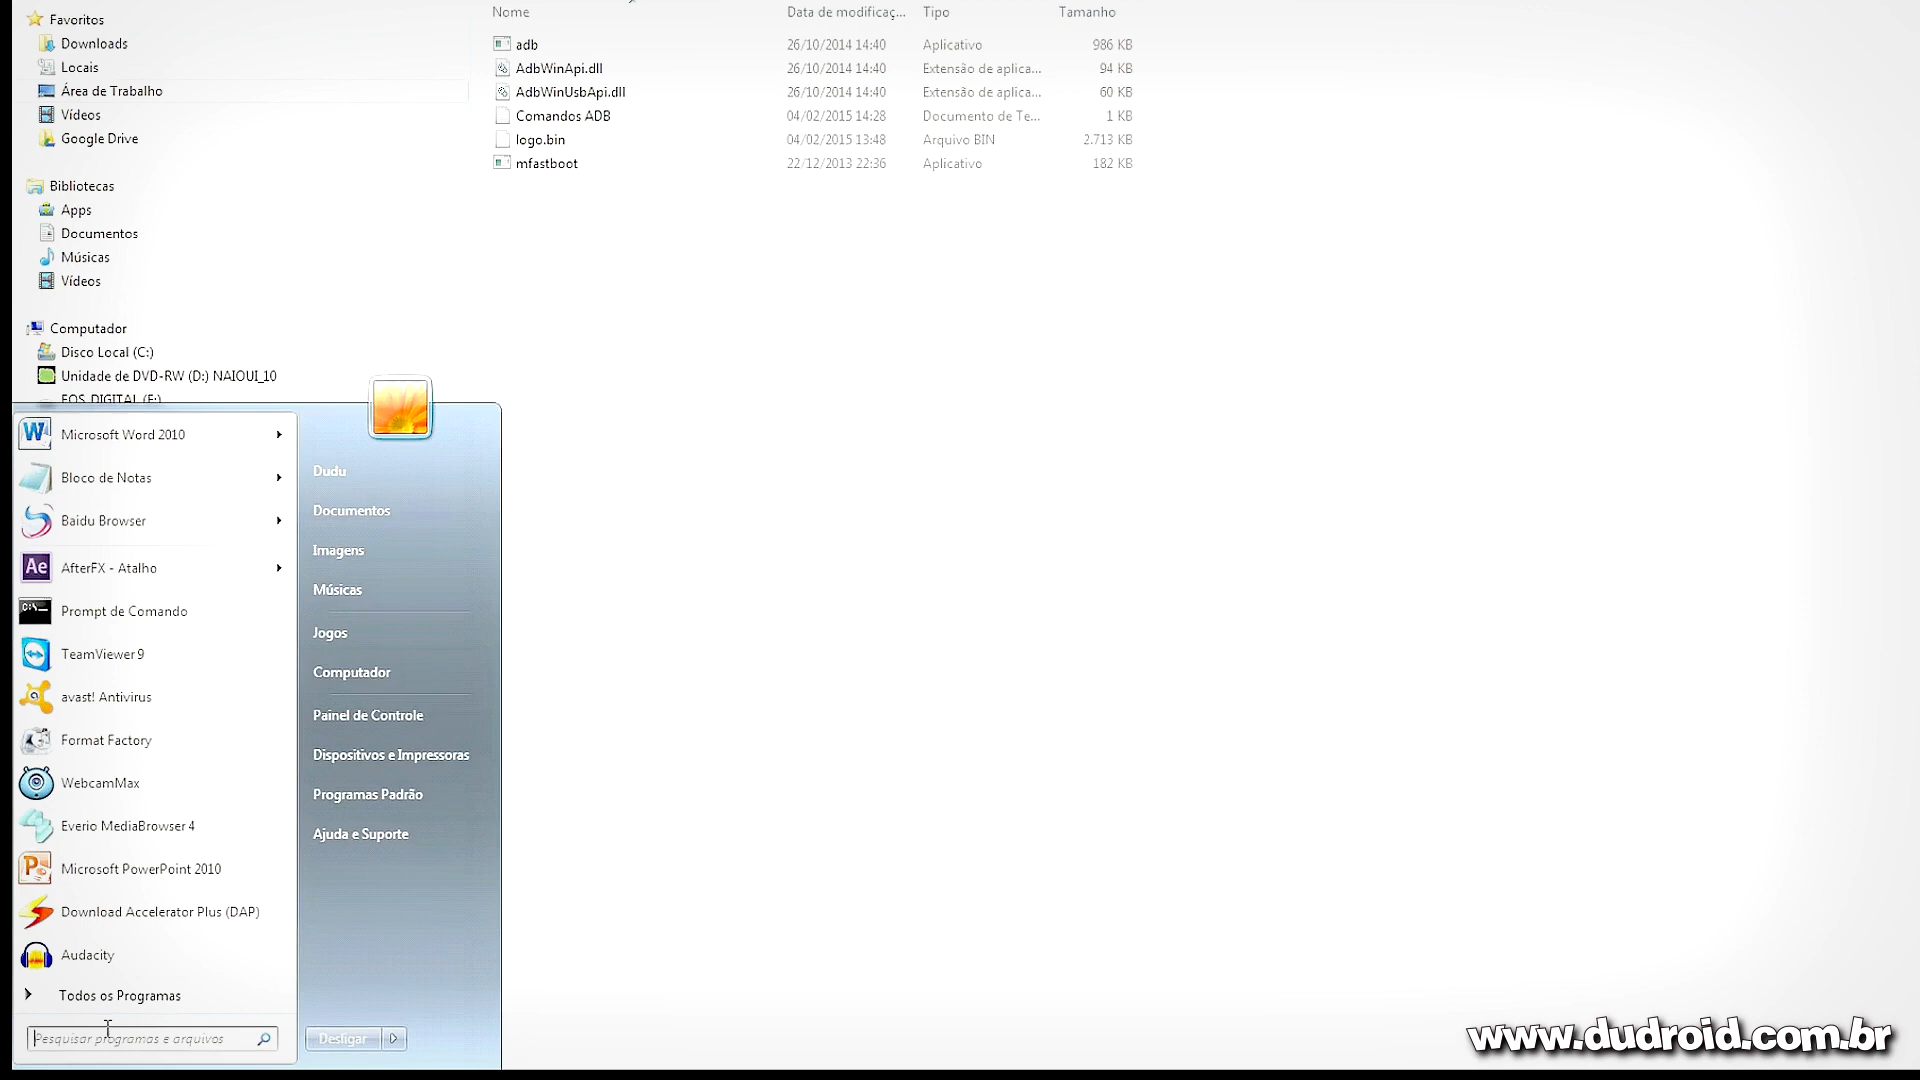 Favoritos
Downloads
Locais
Área de Trabalho
Vídeos
Google Drive
Bibliotecas
Apps
Documentos
Músicas
Vídeos
Computador
Disco Local (C:)
Unidade de DVD-RW (D:) NAIOUI_10
EOS_DIGITAL (F:)
Nome Data de modificaç... Tipo Tamanho
adb 26/10/2014 14:40 Aplicativo 986 KB
AdbWinApi.dll 26/10/2014 14:40 Extensão de aplica... 94 KB
AdbWinUsbApi.dll 26/10/2014 14:40 Extensão de aplica... 60 KB
Comandos ADB 04/02/2015 14:28 Documento de Te... 1 KB
logo.bin 04/02/2015 13:48 Arquivo BIN 2.713 KB
mfastboot 22/12/2013 22:36 Aplicativo 182 KB
Microsoft Word 2010
Bloco de Notas
Baidu Browser
Ae AfterFX - Atalho
C:\_ Prompt de Comando
TeamViewer 9
avast! Antivirus
Format Factory
WebcamMax
Everio MediaBrowser 4
Microsoft PowerPoint 2010
Download Accelerator Plus (DAP)
Audacity
Todos os Programas
Pesquisar programas e arquivos
Dudu
Documentos
Imagens
Músicas
Jogos
Computador
Painel de Controle
Dispositivos e Impressoras
Programas Padrão
Ajuda e Suporte
Desligar
www.dudroid.com.br